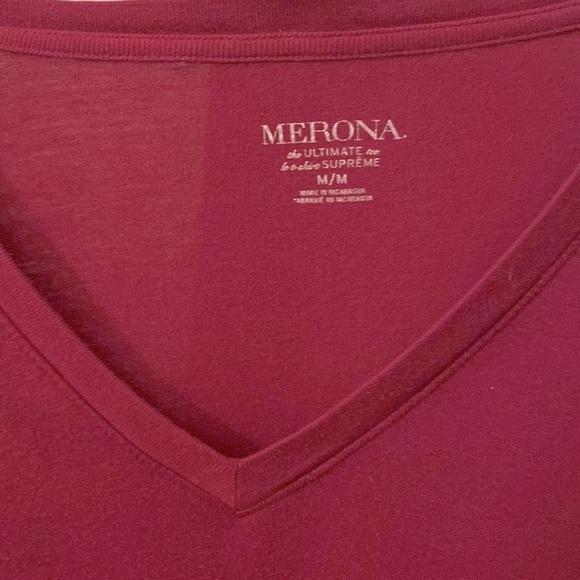 MERONA.
the ULTIMATE tee
le t-shirt SUPRÊME
M/M
MADE IN NICARAGUA
FABRIQUÉ AU NICARAGUA